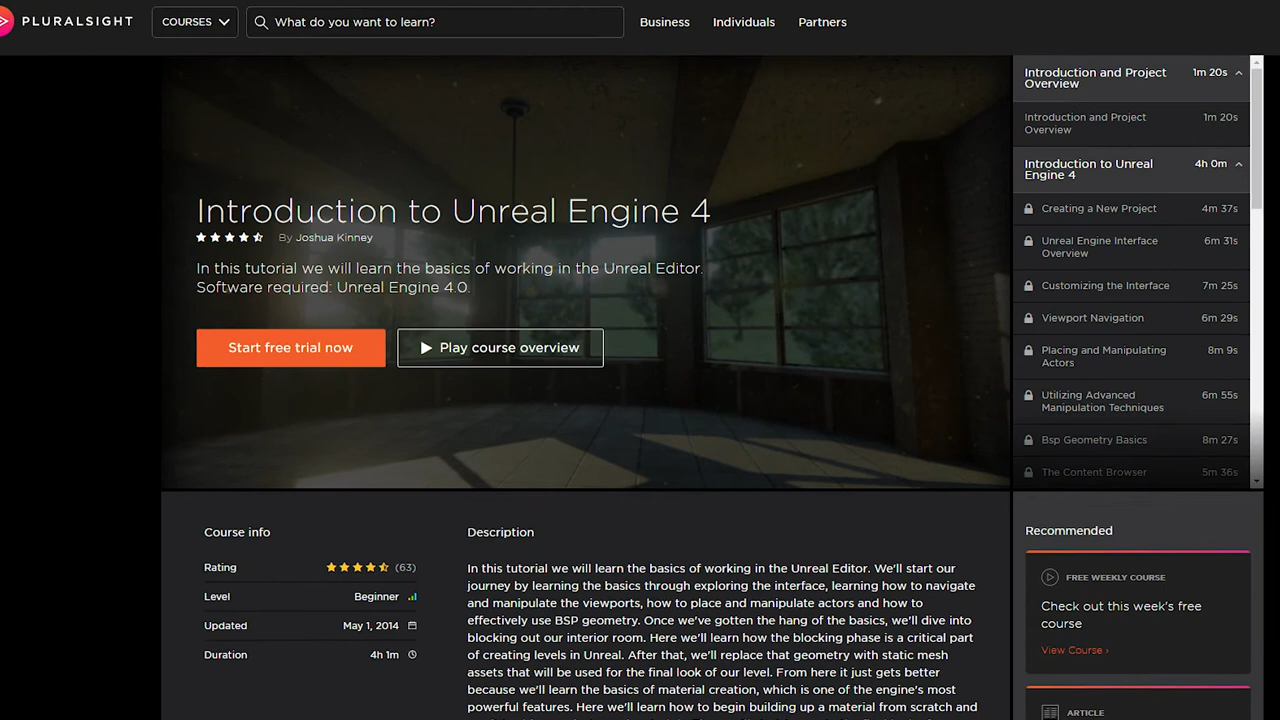 PLURALSIGHT
COURSES
What do you want to learn?
Business
Individuals
Partners
Introduction to Unreal Engine 4
By Joshua Kinney
In this tutorial we will learn the basics of working in the Unreal Editor.
Software required: Unreal Engine 4.0.
Start free trial now
Play course overview
Introduction and Project 1m 20s
Overview
Introduction and Project 1m 20s
Overview
Introduction to Unreal 4h 0m
Engine 4
Creating a New Project 4m 37s
Unreal Engine Interface 6m 31s
Overview
Customizing the Interface 7m 25s
Viewport Navigation 6m 29s
Placing and Manipulating 8m 9s
Actors
Utilizing Advanced 6m 55s
Manipulation Techniques
Bsp Geometry Basics 8m 27s
The Content Browser 5m 36s
Course info
Rating (63)
Level Beginner
Updated May 1, 2014
Duration 4h 1m
Description
In this tutorial we will learn the basics of working in the Unreal Editor. We'll start our
journey by learning the basics through exploring the interface, learning how to navigate
and manipulate the viewports, how to place and manipulate actors and how to
effectively use BSP geometry. Once we've gotten the hang of the basics, we'll dive into
blocking out our interior room. Here we'll learn how the blocking phase is a critical part
of creating levels in Unreal. After that, we'll replace that geometry with static mesh
assets that will be used for the final look of our level. From here it just gets better
because we'll learn the basics of material creation, which is one of the engine's most
powerful features. Here we'll learn how to begin building up a material from scratch and
Recommended
FREE WEEKLY COURSE
Check out this week's free
course
View Course ›
ARTICLE